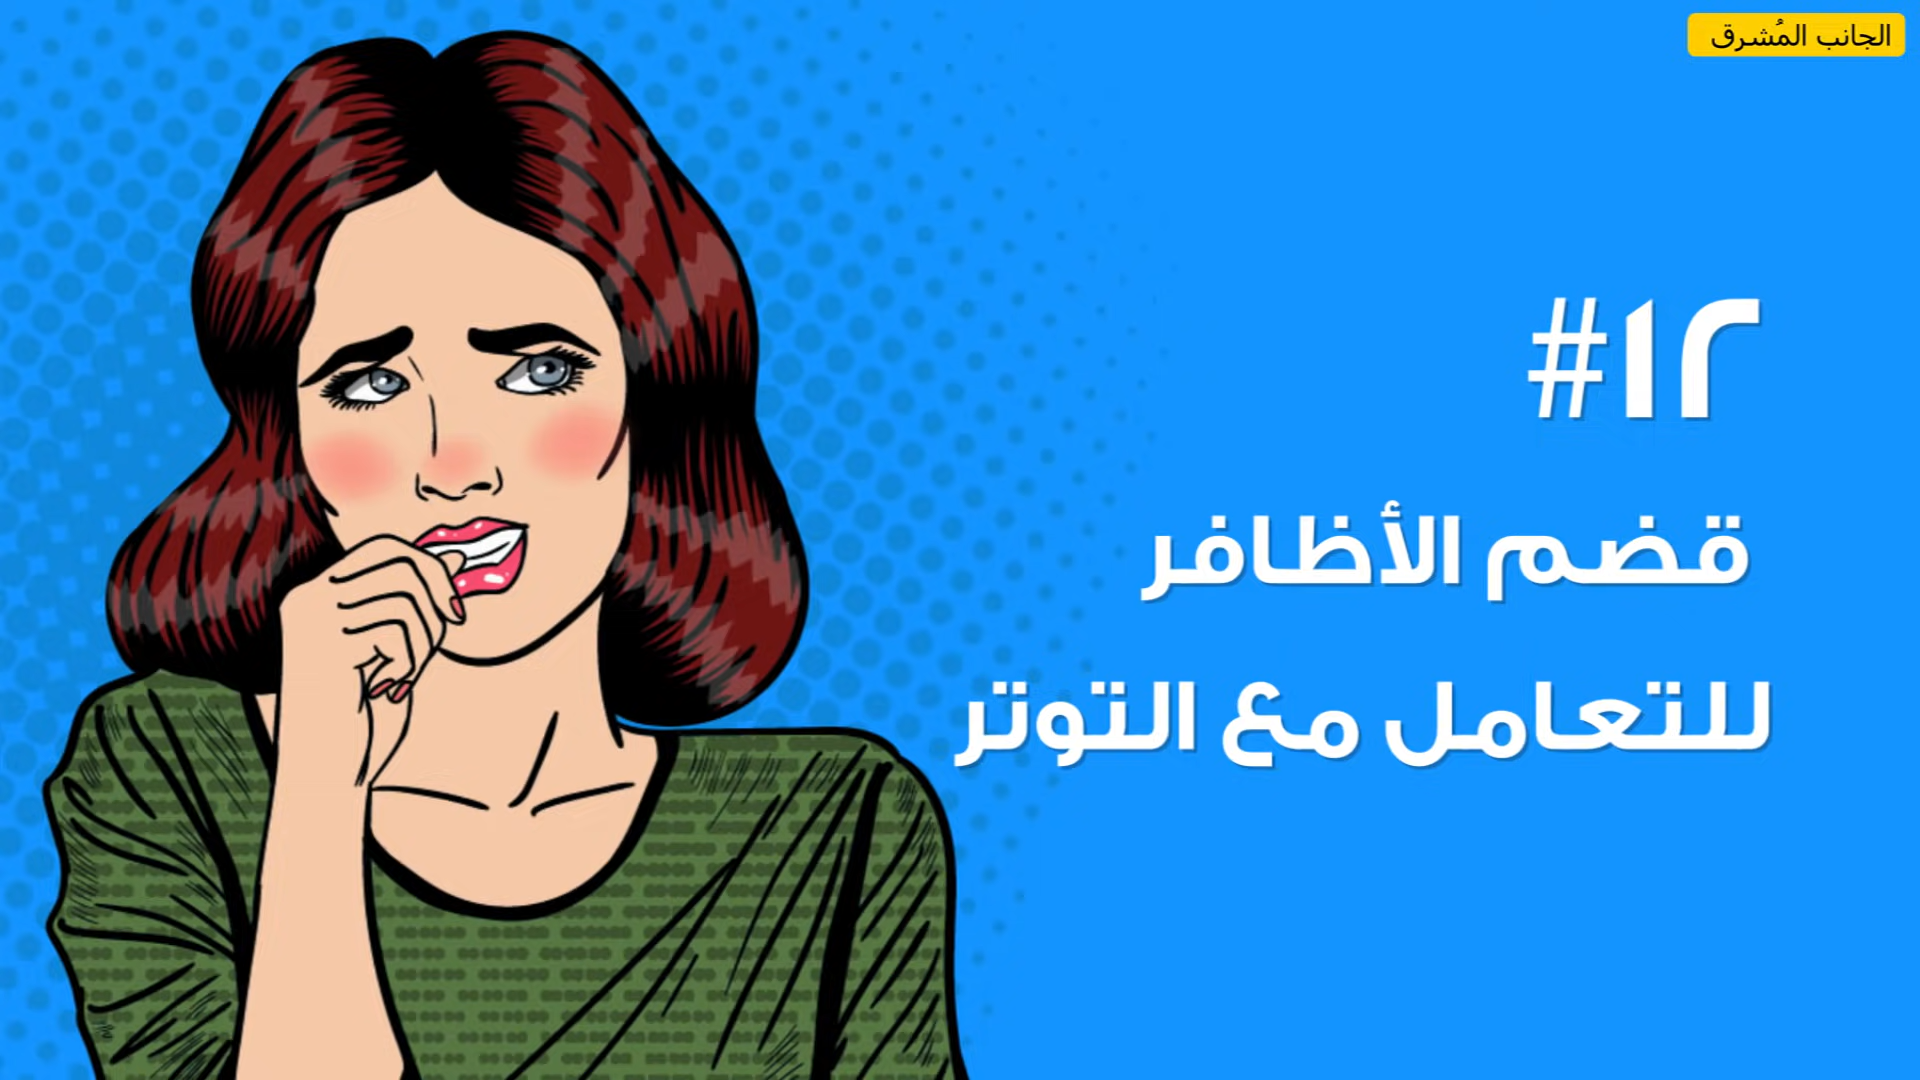 الجانب المُشرق
#١٢
قضم الأظافر
للتعامل مع التوتر